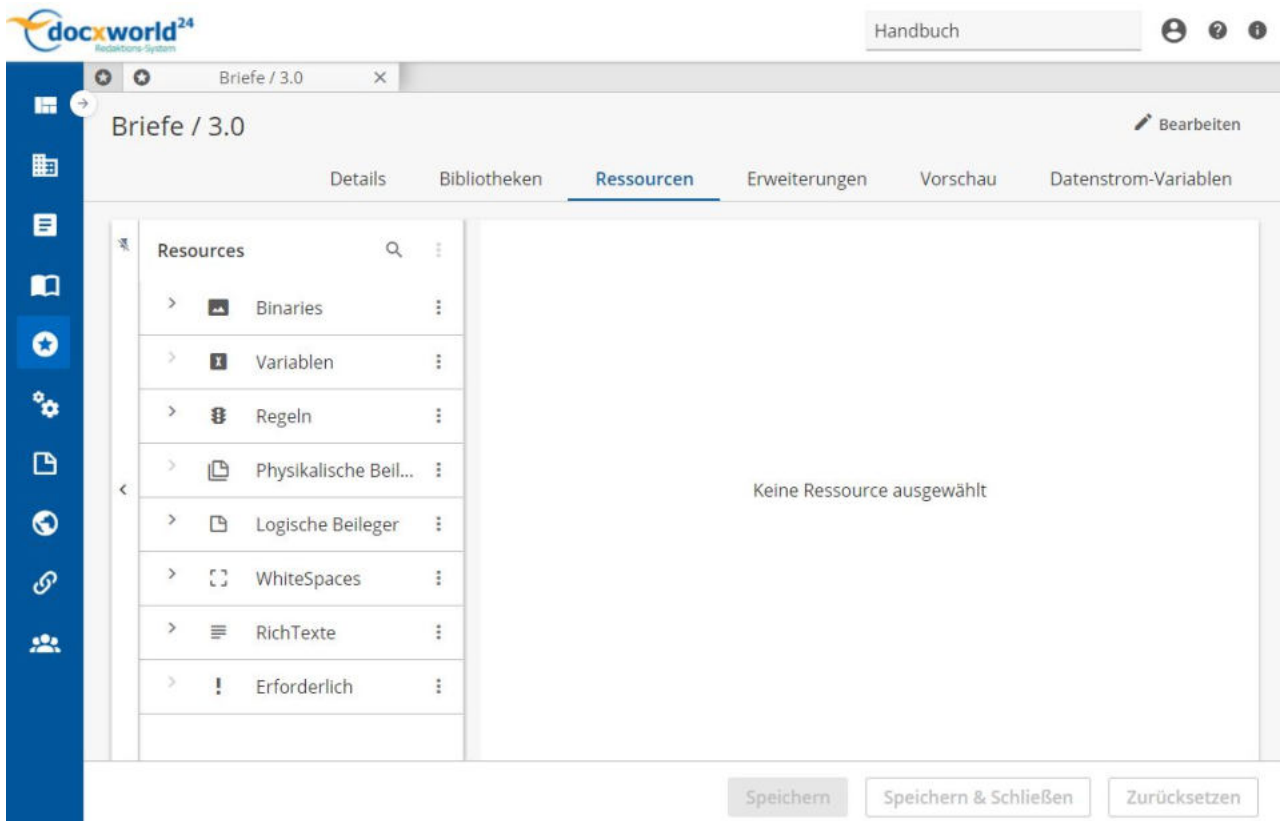 docxworld24
Redaktions-System
Handbuch
Briefe / 3.0
Briefe / 3.0
Bearbeiten
Details Bibliotheken Ressourcen Erweiterungen Vorschau Datenstrom-Variablen
Resources
Binaries
Variablen
Regeln
Physikalische Beil...
Logische Beileger
WhiteSpaces
RichTexte
Erforderlich
Keine Ressource ausgewählt
Speichern Speichern & Schließen Zurücksetzen